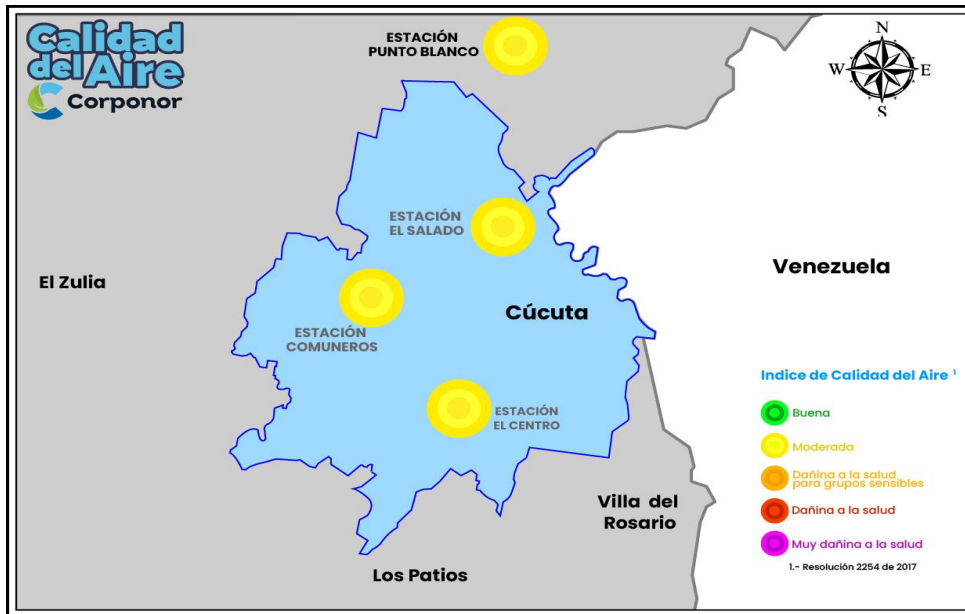 Calidad
del Aire
Corponor
ESTACIÓN
PUNTO BLANCO
N
W
E
S
ESTACIÓN
EL SALADO
Venezuela
El Zulia
Cúcuta
ESTACIÓN
COMUNEROS
Indice de Calidad del Aire ¹
Buena
Moderada
Dañina a la salud
para grupos sensibles
Dañina a la salud
Muy dañina a la salud
1.- Resolución 2254 de 2017
ESTACIÓN
EL CENTRO
Villa del
Rosario
Los Patios